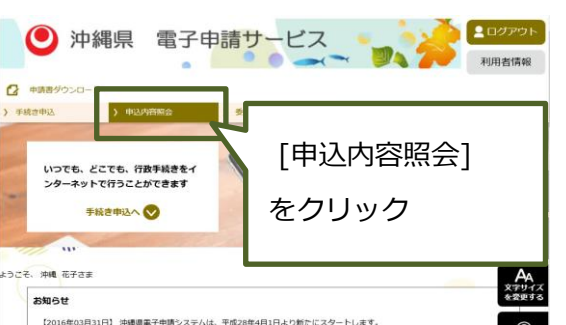 沖縄県 電子申請サービス
ログアウト
利用者情報
申請書ダウンロー
》 手続き申込
》 申込内容照会
[申込内容照会]
をクリック
いつでも、どこでも、行政手続きをイ
ンターネットで行うことができます
手続き申込へ
ようこそ、 沖縄 花子さま
AA
文字サイズ
を変更する
お知らせ
【2016年03月31日】 沖縄県電子申請システムは、平成28年4月1日より新たにスタートします。